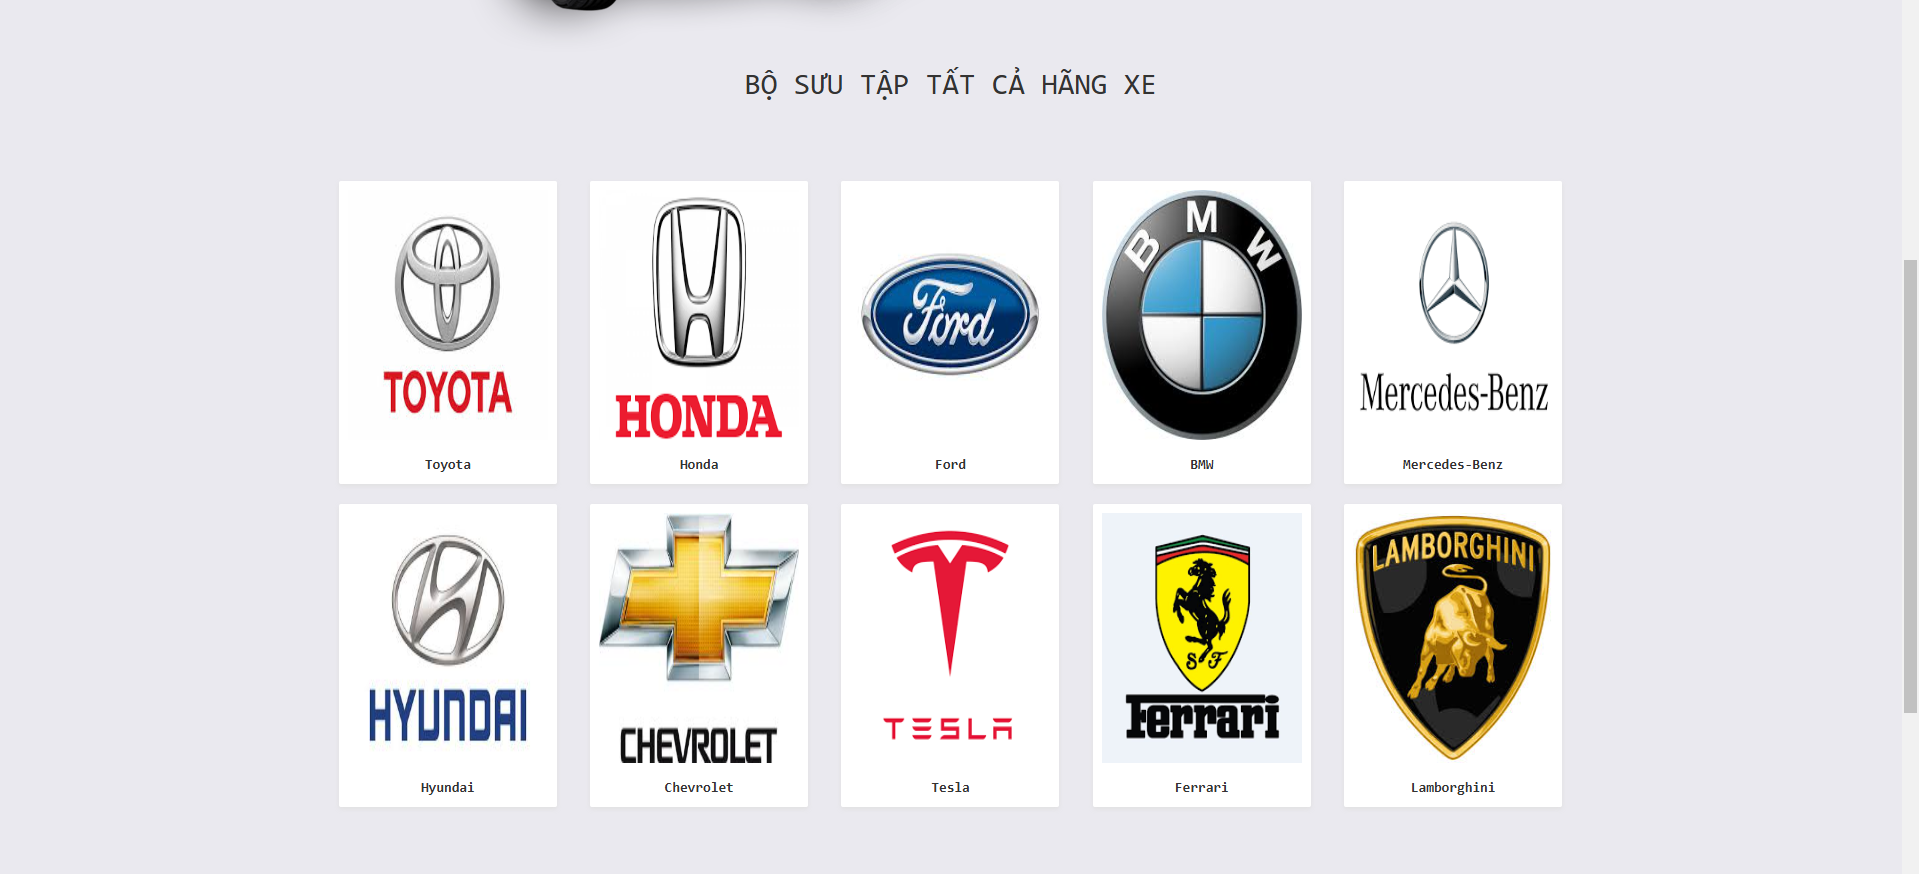 BỘ SƯU TẬP TẤT CẢ HÃNG XE
TOYOTA
Toyota
HONDA
Honda
Ford
Ford
BMW
BMW
Mercedes-Benz
Mercedes-Benz
HYUNDAI
Hyundai
CHEVROLET
Chevrolet
TESLA
Tesla
S F
Ferrari
Ferrari
LAMBORGHINI
Lamborghini